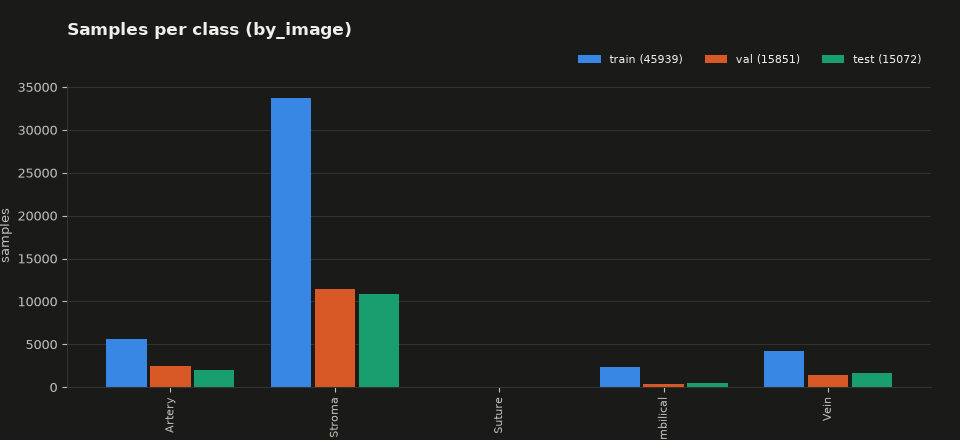 Samples per class (by_image)
train (45939) val (15851) test (15072)
35000
30000
25000
20000
15000
10000
5000
0
samples
Artery
Stroma
Suture
mbilical
Vein